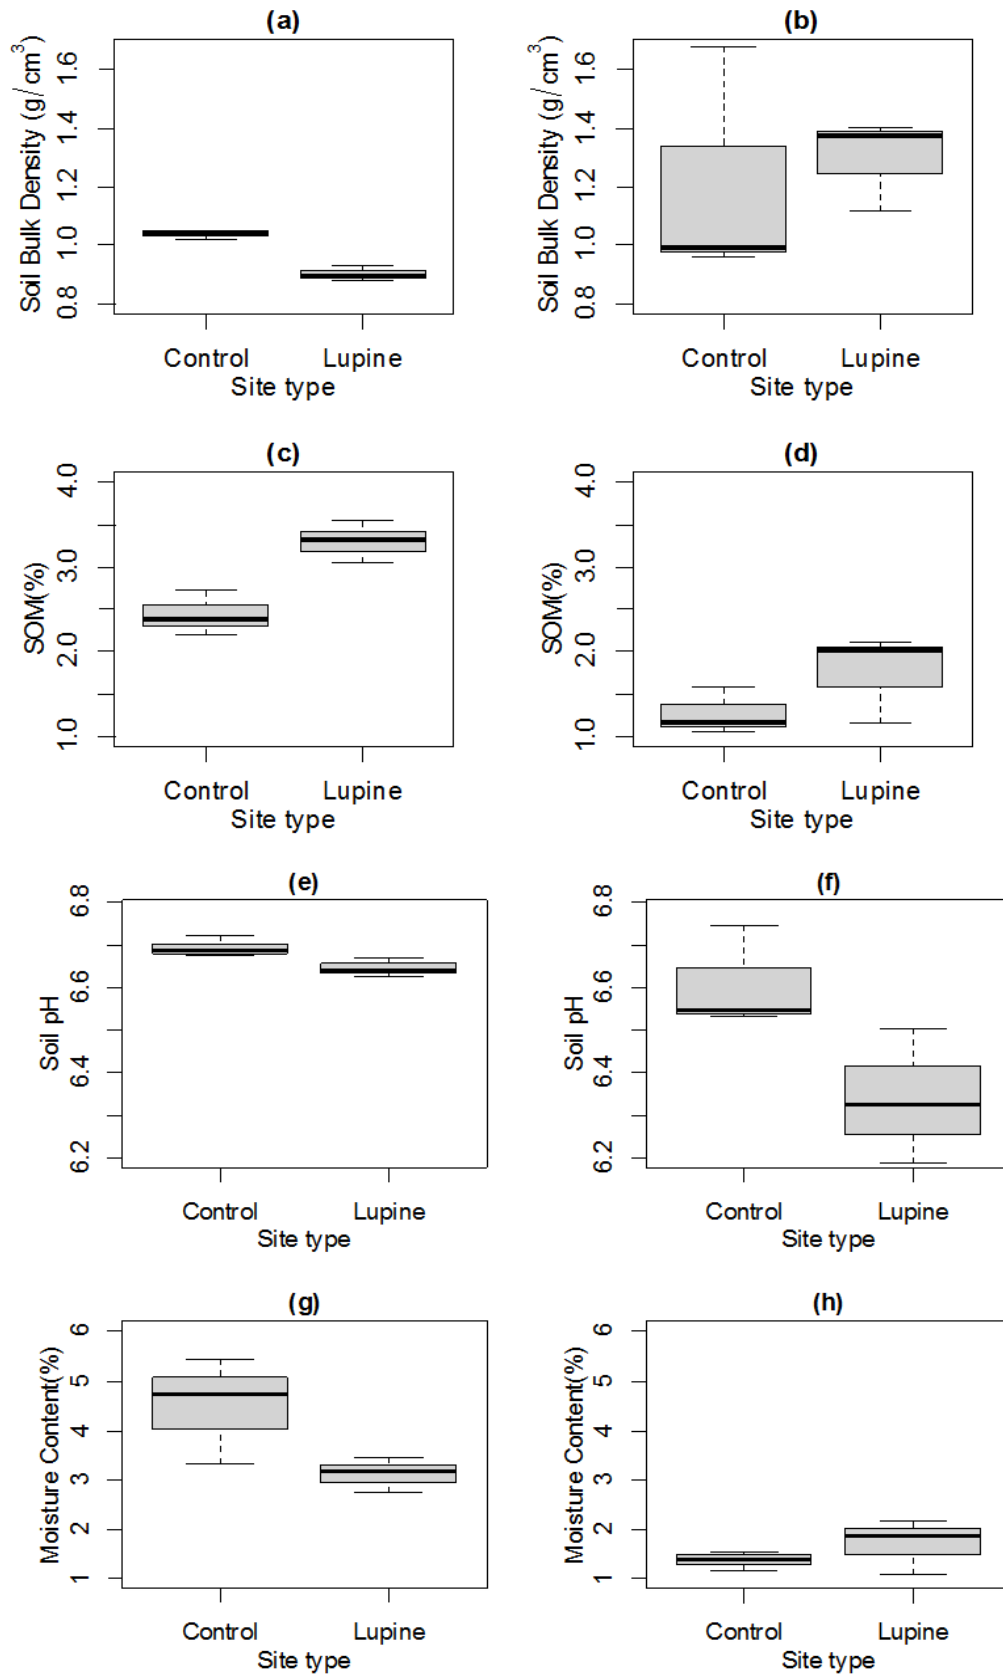 (a)
Soil Bulk Density (g/cm³)
1.6
1.4
1.2
1.0
0.8
Control Lupine
Site type
(b)
Soil Bulk Density (g/cm³)
1.6
1.4
1.2
1.0
0.8
Control Lupine
Site type
(c)
SOM(%)
4.0
3.0
2.0
1.0
Control Lupine
Site type
(d)
SOM(%)
4.0
3.0
2.0
1.0
Control Lupine
Site type
(e)
Soil pH
6.8
6.6
6.4
6.2
Control Lupine
Site type
(f)
Soil pH
6.8
6.6
6.4
6.2
Control Lupine
Site type
(g)
Moisture Content(%)
6
5
4
3
2
1
Control Lupine
Site type
(h)
Moisture Content(%)
6
5
4
3
2
1
Control Lupine
Site type